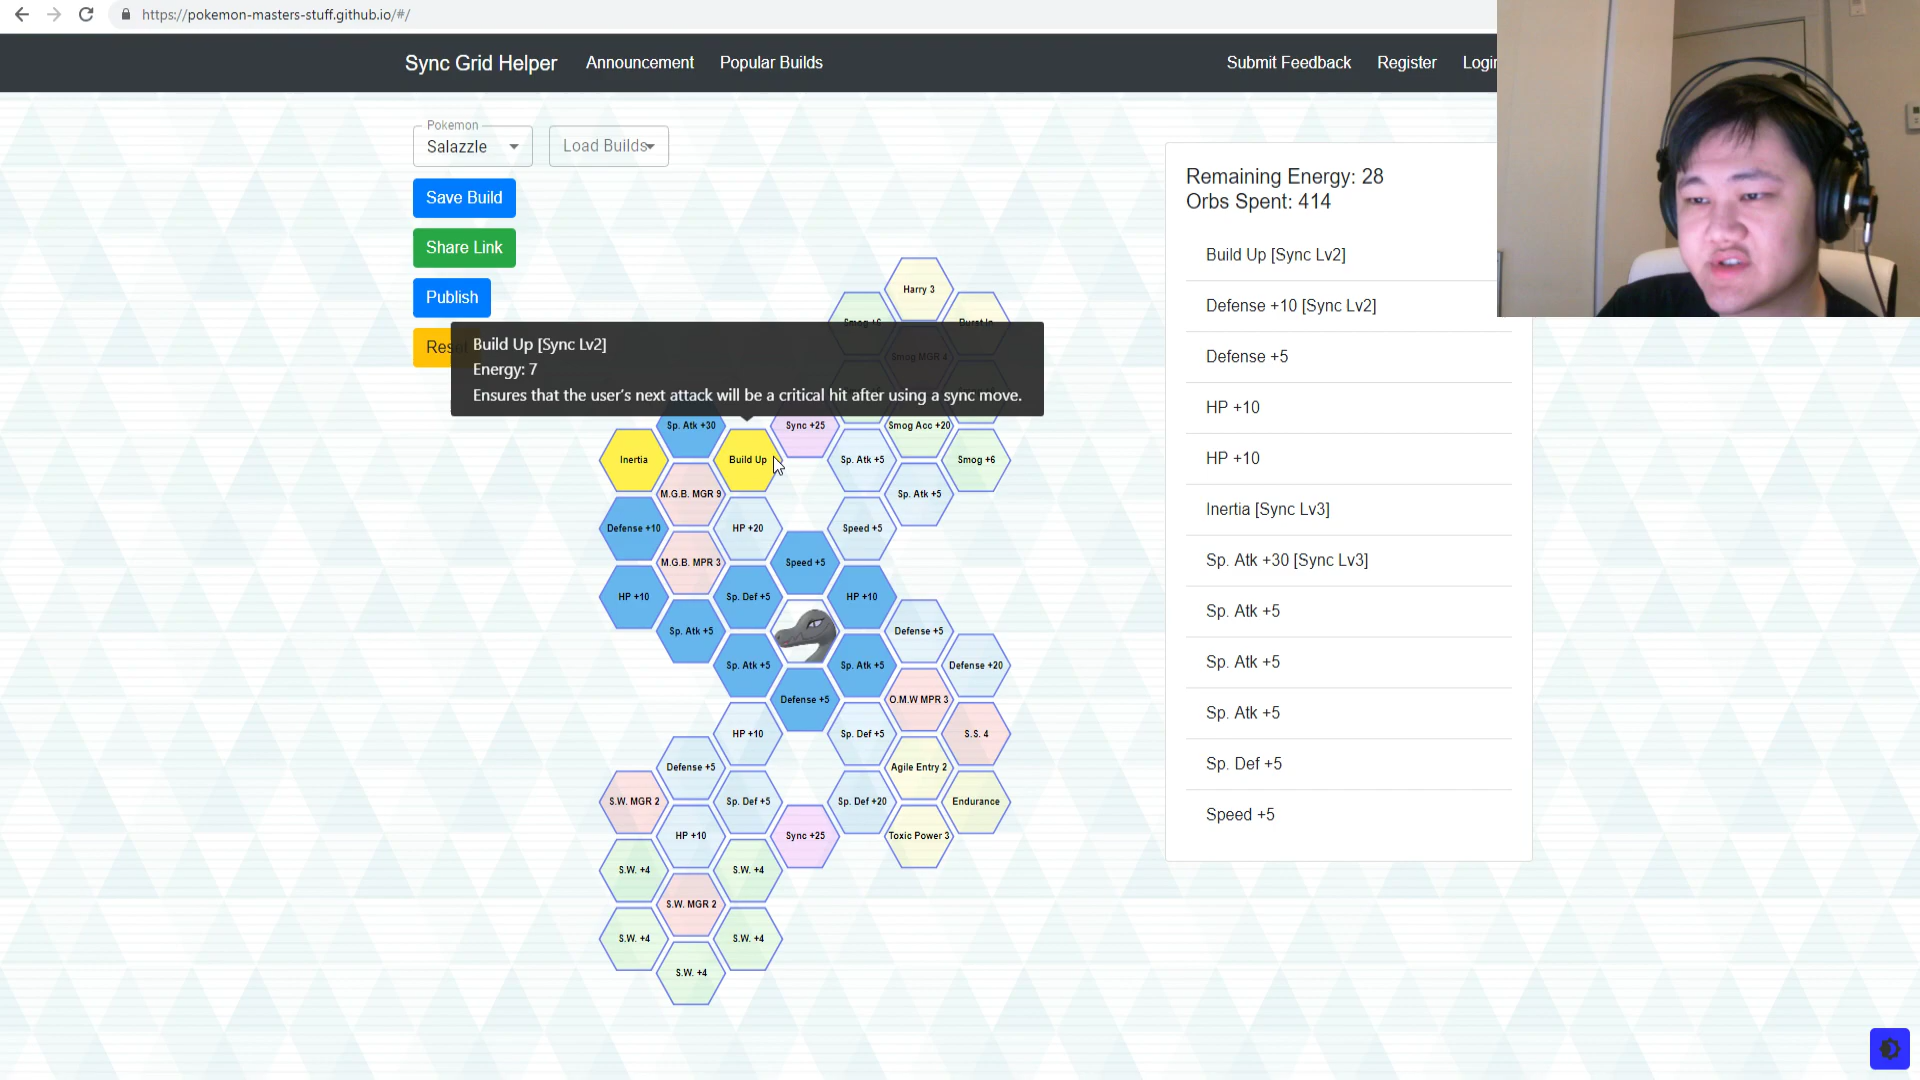 https://pokemon-masters-stuff.github.io/#/
Sync Grid Helper
Announcement
Popular Builds
Submit Feedback
Register
Pokemon
Salazzle
Load Builds
Save Build
Share Link
Publish
Build Up [Sync Lv2]
Energy: 7
Ensures that the user's next attack will be a critical hit after using a sync move.
Harry 3
Smog MGR 4
Sp. Atk +30
Sync +25
Smog Acc +20
Inertia
Build Up
Sp. Atk +5
Smog +6
M.G.B. MGR 9
Sp. Atk +5
Defense +10
HP +20
Speed +5
M.G.B. MPR 3
Speed +5
HP +10
Sp. Def +5
HP +10
Sp. Atk +5
Defense +5
Sp. Atk +5
Sp. Atk +5
Defense +20
Defense +5
O.M.W MPR 3
HP +10
Sp. Def +5
S.S. 4
Defense +5
Agile Entry 2
S.W. MGR 2
Sp. Def +5
Sp. Def +20
Endurance
HP +10
Sync +25
Toxic Power 3
S.W. +4
S.W. +4
S.W. MGR 2
S.W. +4
S.W. +4
S.W. +4
Remaining Energy: 28
Orbs Spent: 414
Build Up [Sync Lv2]
Defense +10 [Sync Lv2]
Defense +5
HP +10
HP +10
Inertia [Sync Lv3]
Sp. Atk +30 [Sync Lv3]
Sp. Atk +5
Sp. Atk +5
Sp. Atk +5
Sp. Def +5
Speed +5